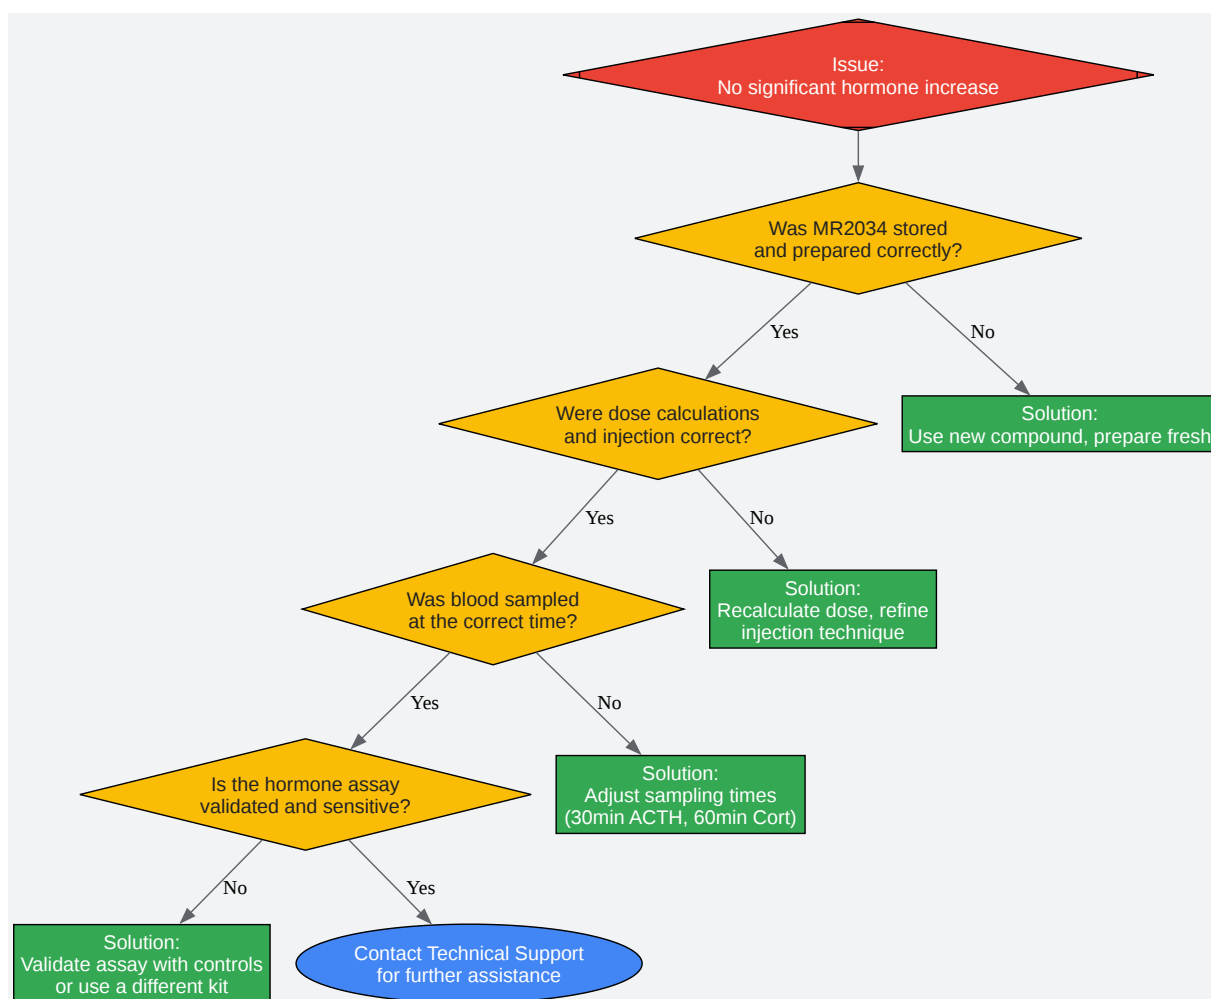 Issue:
No significant hormone increase
Was MR2034 stored
and prepared correctly?
Yes
No
Were dose calculations
and injection correct?
Solution:
Use new compound, prepare fresh
Yes
No
Was blood sampled
at the correct time?
Solution:
Recalculate dose, refine
injection technique
Yes
No
Is the hormone assay
validated and sensitive?
Solution:
Adjust sampling times
(30min ACTH, 60min Cort)
No
Yes
Solution:
Validate assay with controls
or use a different kit
Contact Technical Support
for further assistance